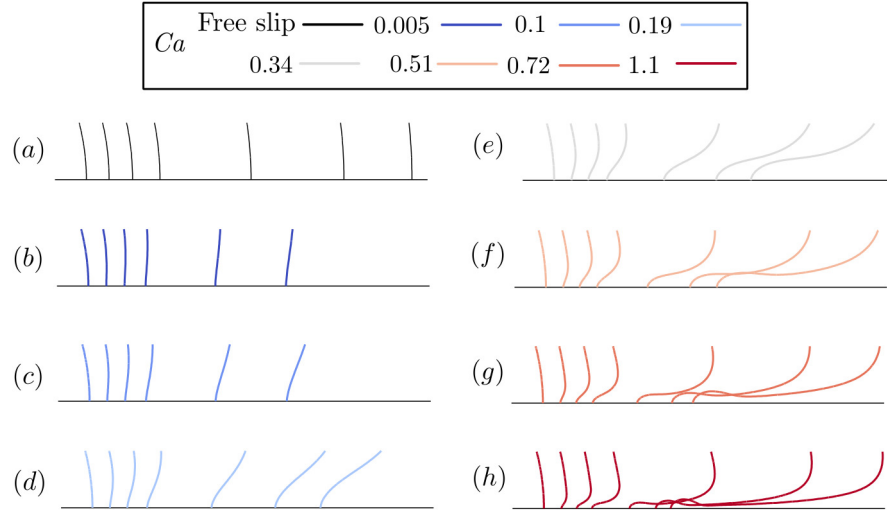 Ca Free slip 0.005 0.1 0.19
0.34 0.51 0.72 1.1
(a) (e)
(b) (f)
(c) (g)
(d) (h)